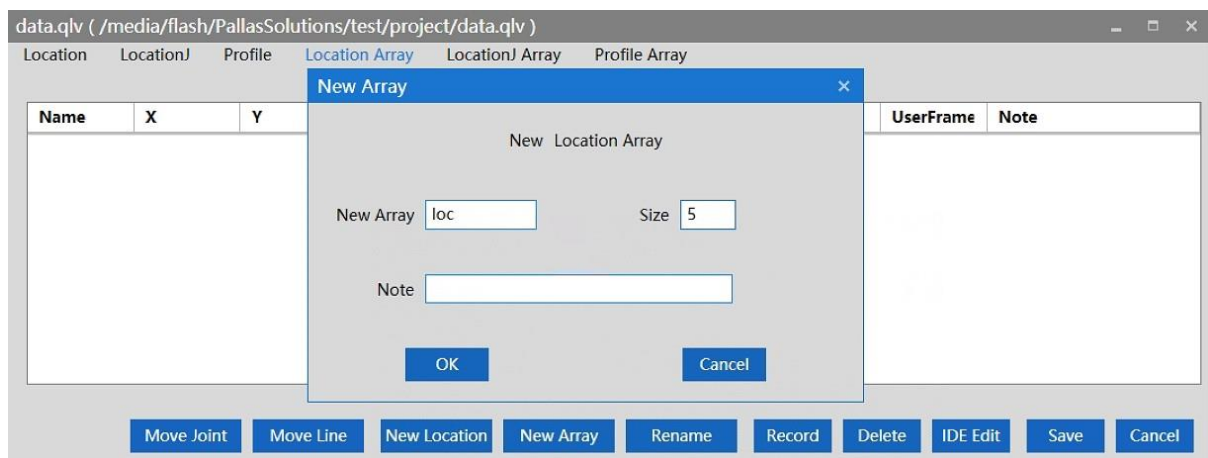 data.qlv ( /media/flash/PallasSolutions/test/project/data.qlv )
Location LocationJ Profile Location Array LocationJ Array Profile Array
New Array
Name X Y UserFrame Note
New Location Array
New Array loc Size 5
Note
OK Cancel
Move Joint Move Line New Location New Array Rename Record Delete IDE Edit Save Cancel